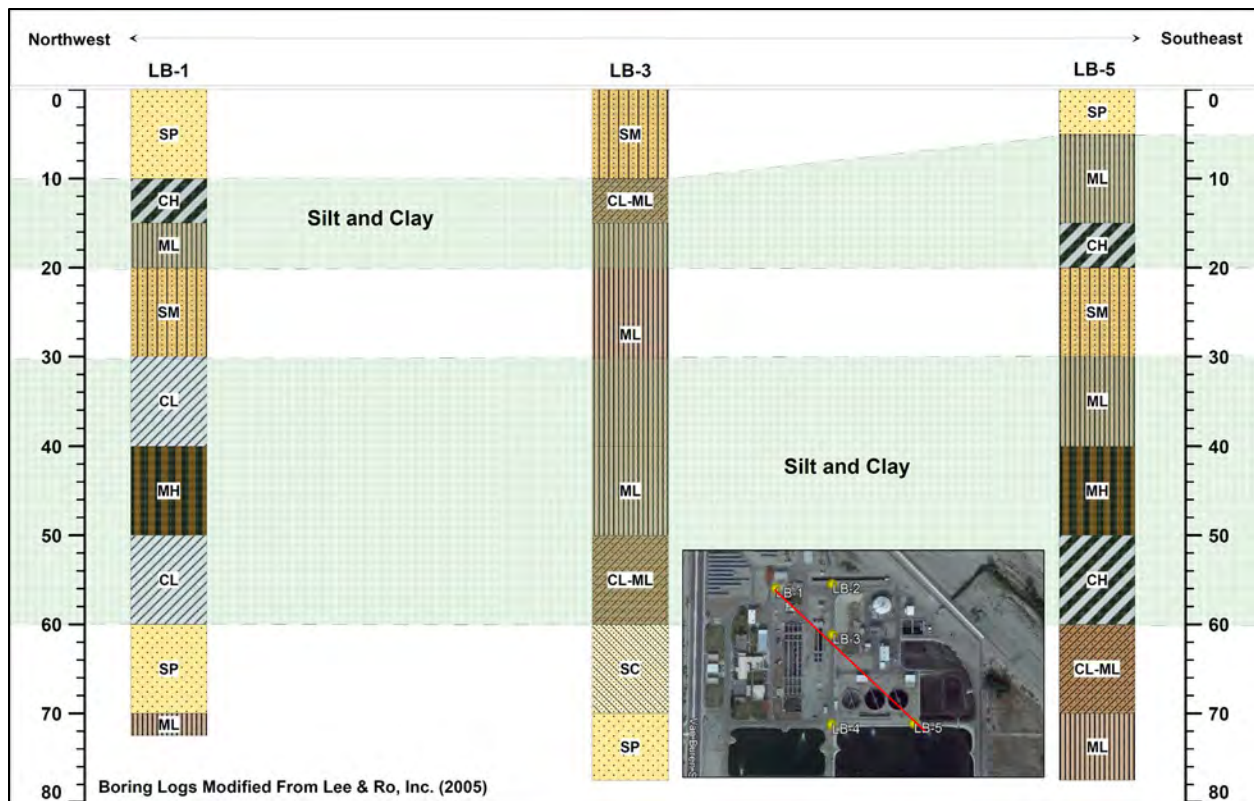 Northwest
Southeast
LB-1
LB-3
LB-5
0
10
20
30
40
50
60
70
80
SP
CH
ML
SM
CL
MH
CL
SP
ML
Silt and Clay
SM
CL-ML
ML
ML
CL-ML
SC
SP
Silt and Clay
SP
ML
CH
SM
ML
MH
CH
CL-ML
ML
0
10
20
30
40
50
60
70
80
LB-1
LB-2
LB-3
LB-4
LB-5
Boring Logs Modified From Lee & Ro, Inc. (2005)